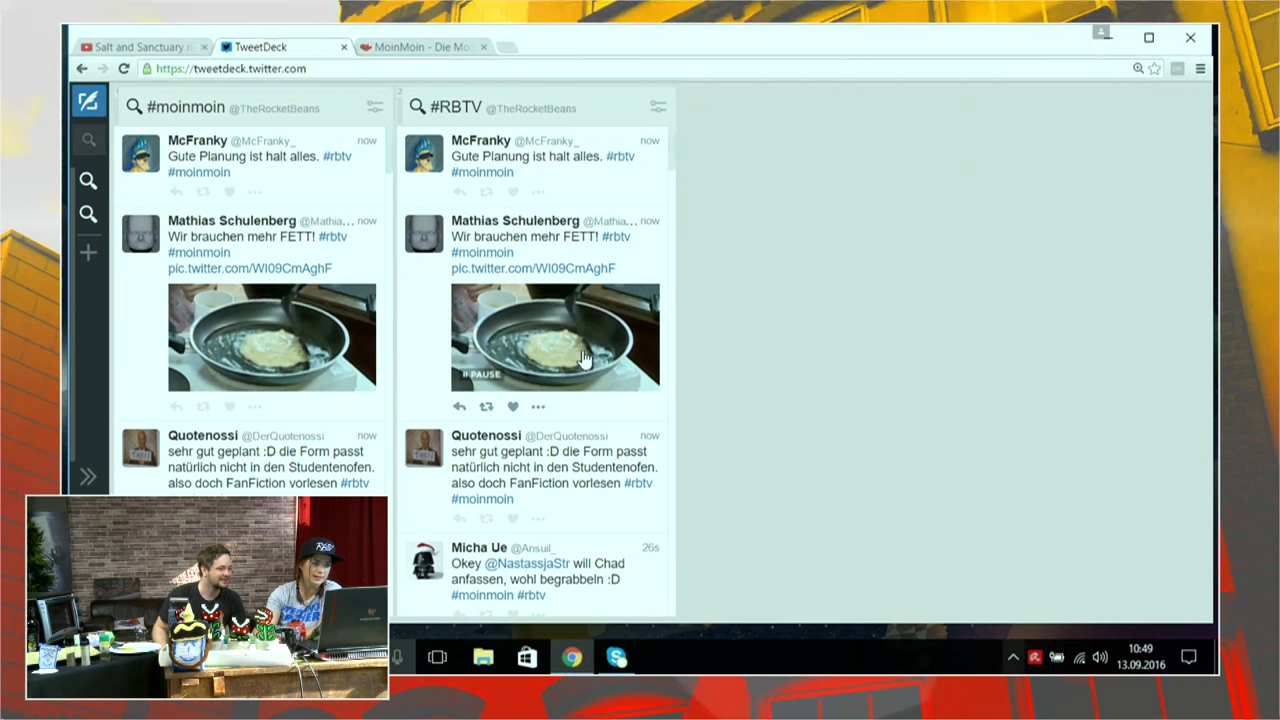 Salt and Sanctuary
TweetDeck
MoinMoin - Die Mo
https://tweetdeck.twitter.com
1
#moinmoin @TheRocketBeans
McFranky @McFranky_ now
Gute Planung ist halt alles. #rbtv
#moinmoin
Mathias Schulenberg @Mathia... now
Wir brauchen mehr FETT! #rbtv
#moinmoin
pic.twitter.com/WI09CmAghF
Quotenossi @DerQuotenossi now
sehr gut geplant :D die Form passt
natürlich nicht in den Studentenofen.
also doch FanFiction vorlesen #rbtv
2
#RBTV @TheRocketBeans
McFranky @McFranky_ now
Gute Planung ist halt alles. #rbtv
#moinmoin
Mathias Schulenberg @Mathia... now
Wir brauchen mehr FETT! #rbtv
#moinmoin
pic.twitter.com/WI09CmAghF
II PAUSE
Quotenossi @DerQuotenossi now
sehr gut geplant :D die Form passt
natürlich nicht in den Studentenofen.
also doch FanFiction vorlesen #rbtv
#moinmoin
Micha Ue @Ansuil_ 26s
Okey @NastassjaStr will Chad
anfassen, wohl begrabbeln :D
#moinmoin #rbtv
10:49
13.09.2016